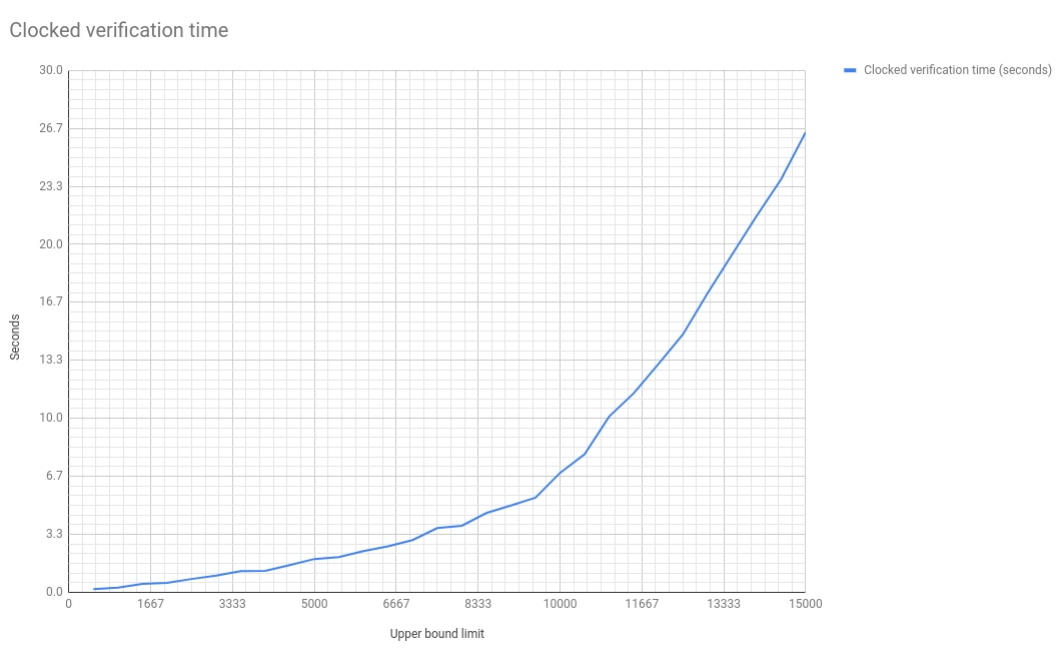 Clocked verification time
Clocked verification time (seconds)
30.0
26.7
23.3
20.0
16.7
13.3
10.0
6.7
3.3
0.0
Seconds
0 1667 3333 5000 6667 8333 10000 11667 13333 15000
Upper bound limit